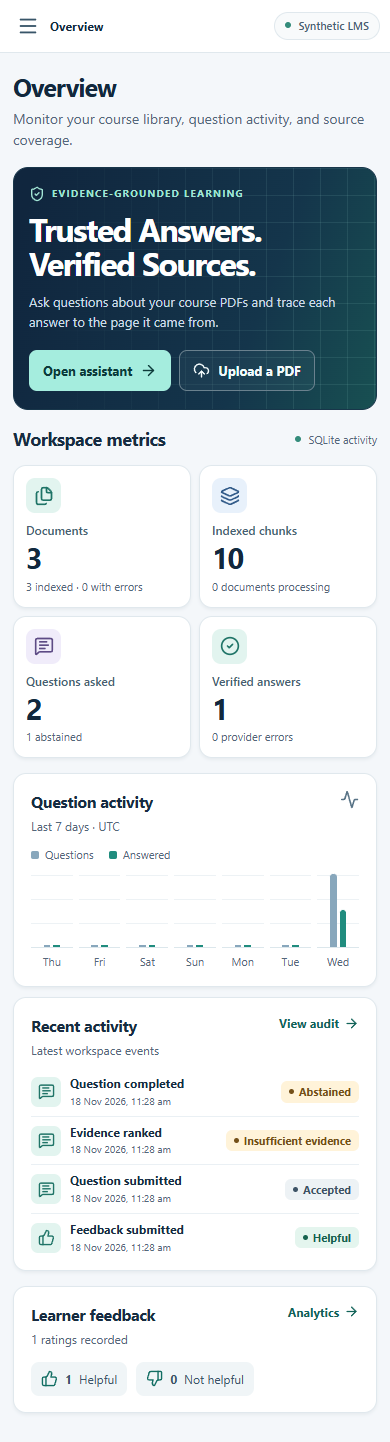 Overview
Synthetic LMS
Overview
Monitor your course library, question activity, and source
coverage.
EVIDENCE-GROUNDED LEARNING
Trusted Answers.
Verified Sources.
Ask questions about your course PDFs and trace each
answer to the page it came from.
Open assistant
Upload a PDF
Workspace metrics
SQLite activity
Documents
3
3 indexed · 0 with errors
Indexed chunks
10
0 documents processing
Questions asked
2
1 abstained
Verified answers
1
0 provider errors
Question activity
Last 7 days · UTC
Questions
Answered
Thu
Fri
Sat
Sun
Mon
Tue
Wed
Recent activity
View audit
Latest workspace events
Question completed
18 Nov 2026, 11:28 am
Abstained
Evidence ranked
18 Nov 2026, 11:28 am
Insufficient evidence
Question submitted
18 Nov 2026, 11:28 am
Accepted
Feedback submitted
18 Nov 2026, 11:28 am
Helpful
Learner feedback
Analytics
1 ratings recorded
1 Helpful
0 Not helpful